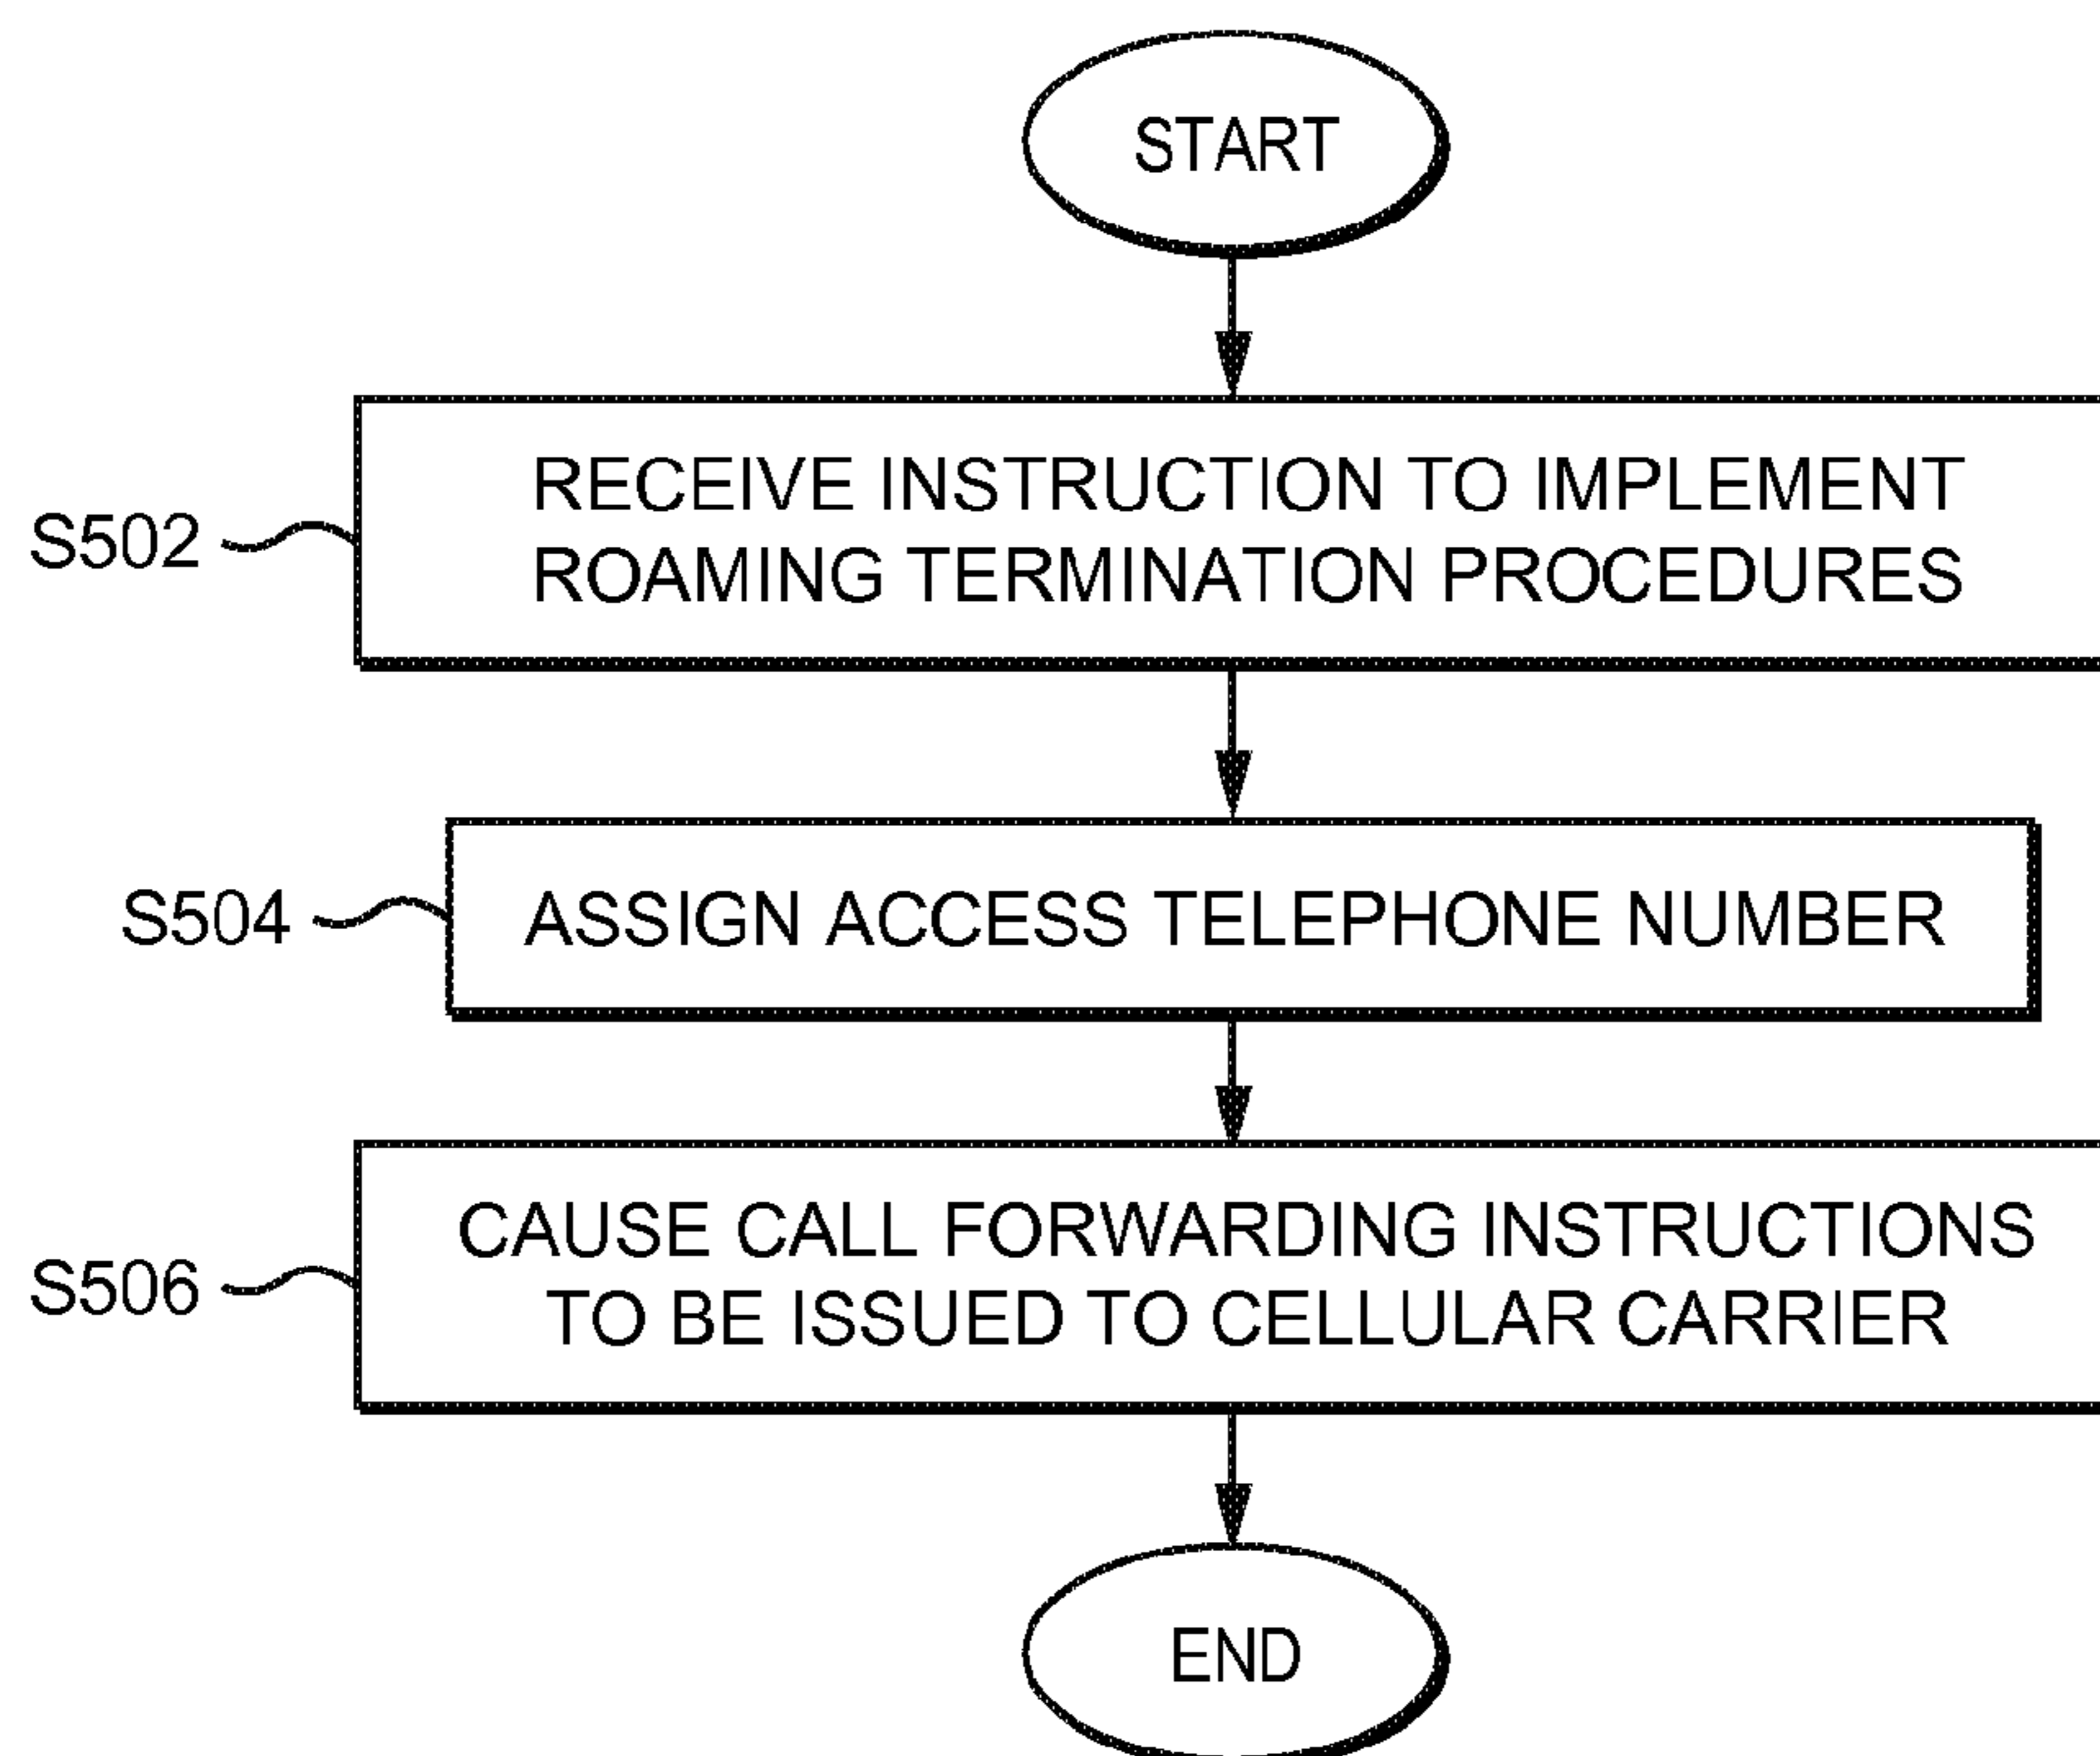 START
RECEIVE INSTRUCTION TO IMPLEMENT
ROAMING TERMINATION PROCEDURES
S502
ASSIGN ACCESS TELEPHONE NUMBER
S504
CAUSE CALL FORWARDING INSTRUCTIONS
TO BE ISSUED TO CELLULAR CARRIER
S506
END